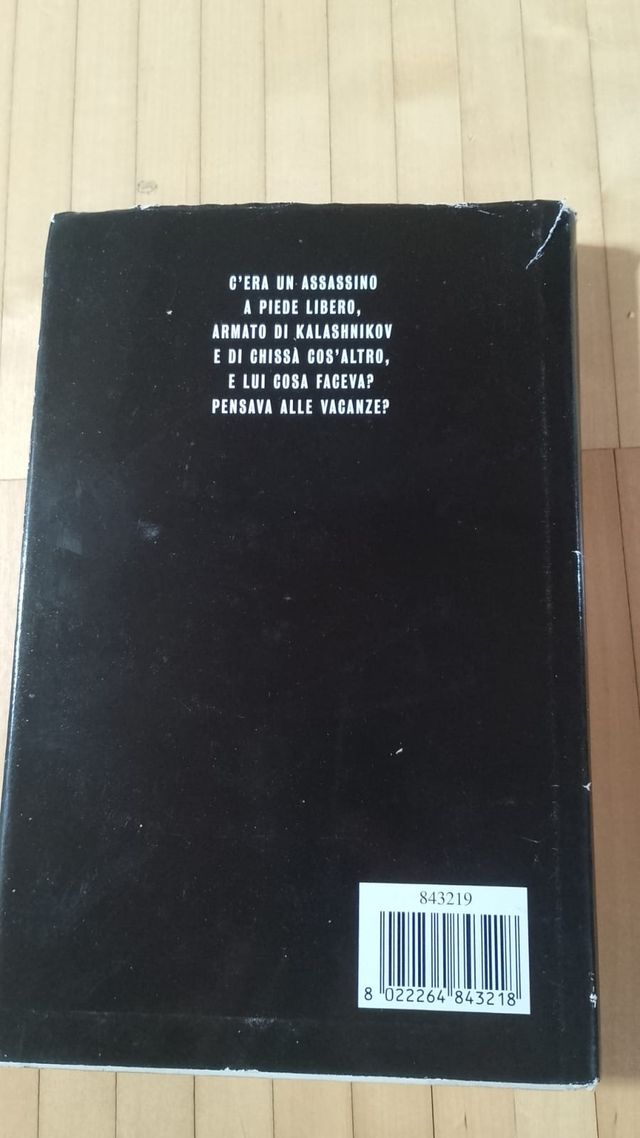 C'ERA UN ASSASSINO
A PIEDE LIBERO,
ARMATO DI KALASHNIKOV
E DI CHISSÀ COS'ALTRO,
E LUI COSA FACEVA?
PENSAVA ALLE VACANZE?
843219
8 022264 843218